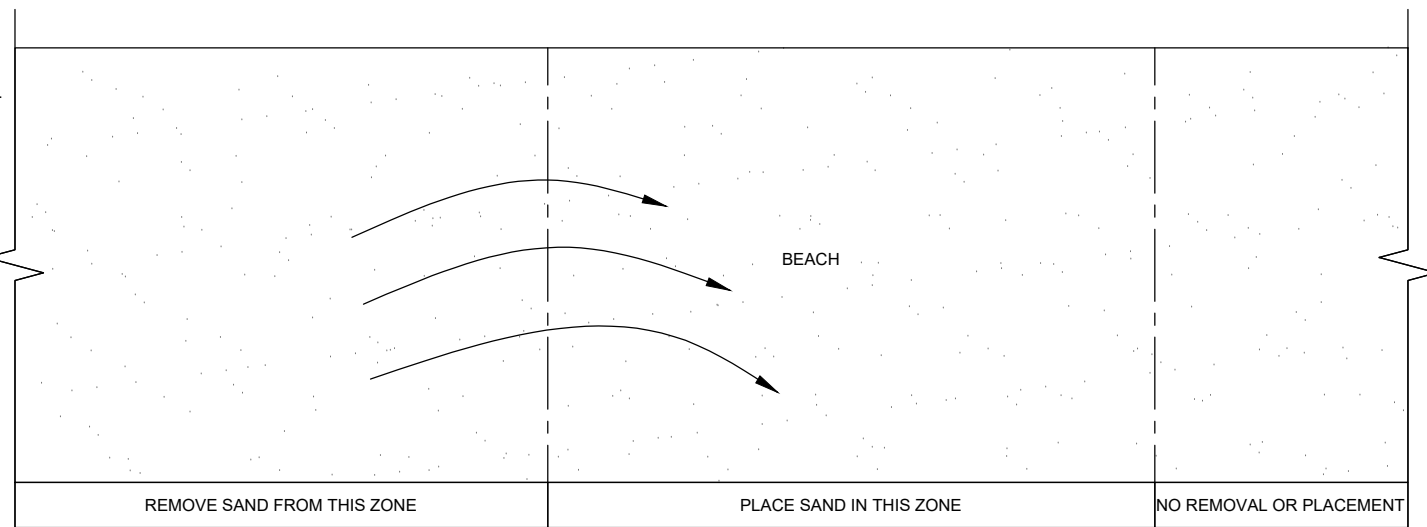 BEACH
REMOVE SAND FROM THIS ZONE
PLACE SAND IN THIS ZONE
NO REMOVAL OR PLACEMENT